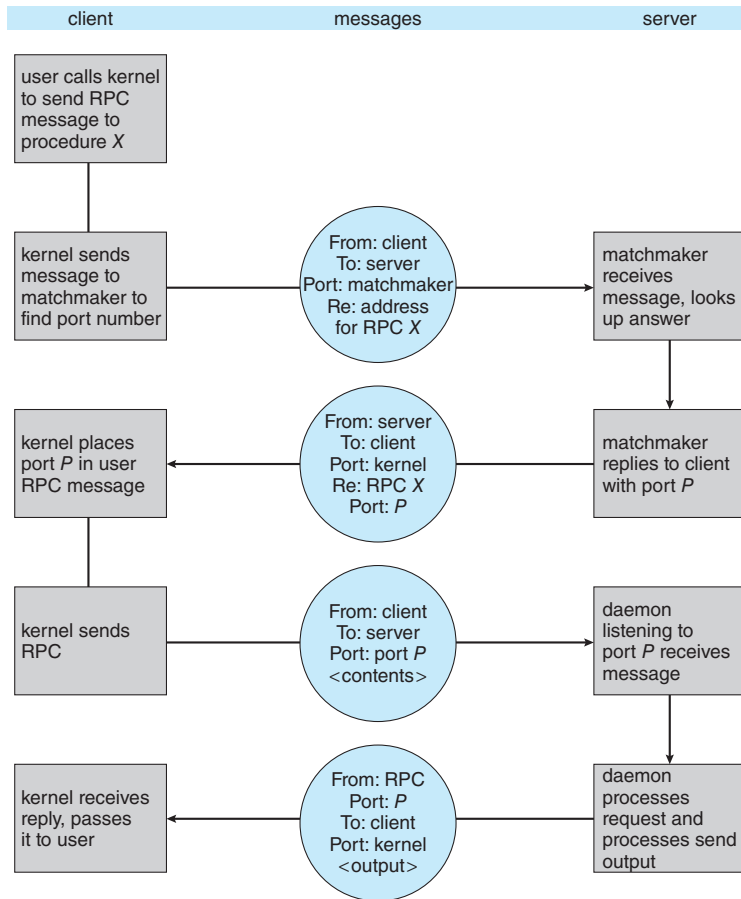 client
messages
server
user calls kernel
to send RPC
message to
procedure X
kernel sends
message to
matchmaker to
find port number
From: client
To: server
Port: matchmaker
Re: address
for RPC X
matchmaker
receives
message, looks
up answer
kernel places
port P in user
RPC message
From: server
To: client
Port: kernel
Re: RPC X
Port: P
matchmaker
replies to client
with port P
kernel sends
RPC
From: client
To: server
Port: port P
<contents>
daemon
listening to
port P receives
message
kernel receives
reply, passes
it to user
From: RPC
Port: P
To: client
Port: kernel
<output>
daemon
processes
request and
processes send
output